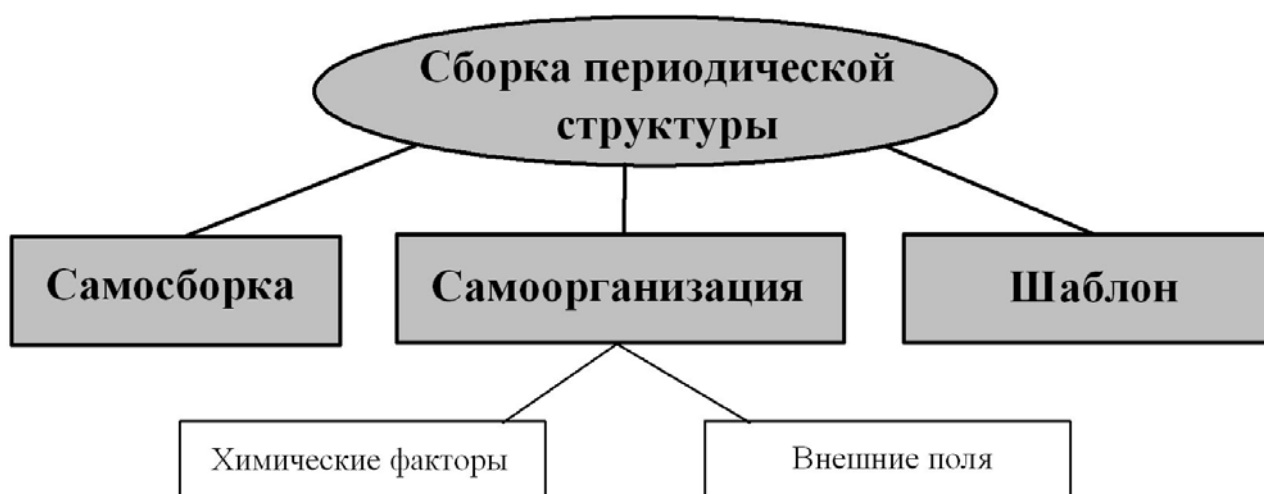 Сборка периодической
структуры
Самосборка
Самоорганизация
Шаблон
Химические факторы
Внешние поля